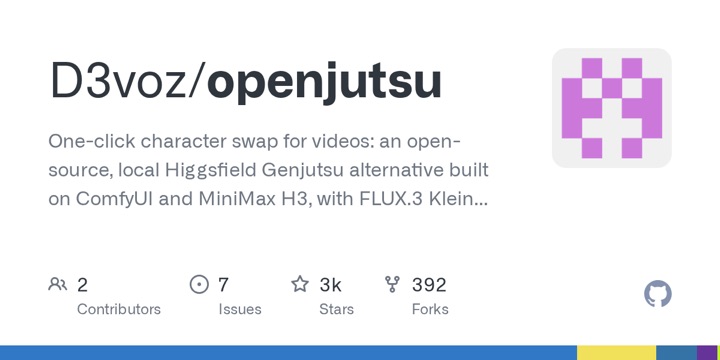 D3voz/openjutsu
One-click character swap for videos: an open-
source, local Higgsfield Genjutsu alternative built
on ComfyUI and MiniMax H3, with FLUX.3 Klein...
2
Contributors
7
Issues
3k
Stars
392
Forks